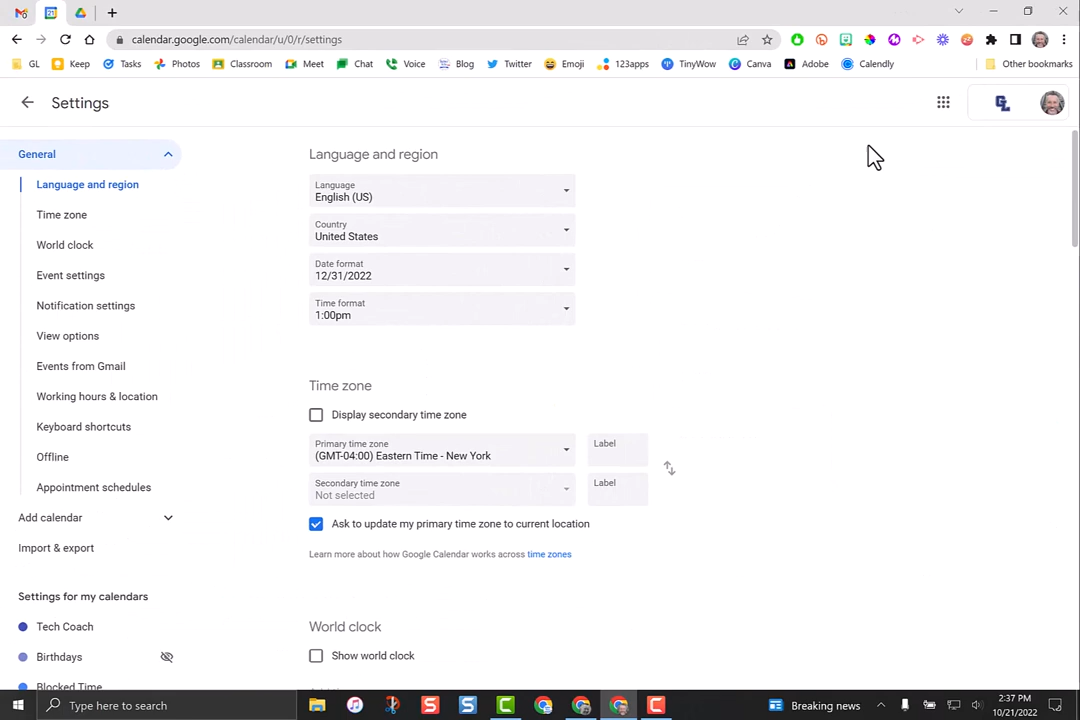 calendar.google.com/calendar/u/0/r/settings
GL Keep Tasks Photos Classroom Meet Chat Voice Blog Twitter Emoji 123apps TinyWow Canva Adobe Calendly Other bookmarks
Settings
GL
General
Language and region
Time zone
World clock
Event settings
Notification settings
View options
Events from Gmail
Working hours & location
Keyboard shortcuts
Offline
Appointment schedules
Add calendar
Import & export
Settings for my calendars
Tech Coach
Birthdays
Blocked Time
Language and region
Language
English (US)
Country
United States
Date format
12/31/2022
Time format
1:00pm
Time zone
Display secondary time zone
Primary time zone
(GMT-04:00) Eastern Time - New York
Label
Secondary time zone
Not selected
Label
Ask to update my primary time zone to current location
Learn more about how Google Calendar works across time zones
World clock
Show world clock
Type here to search
Breaking news
2:37 PM
10/21/2022